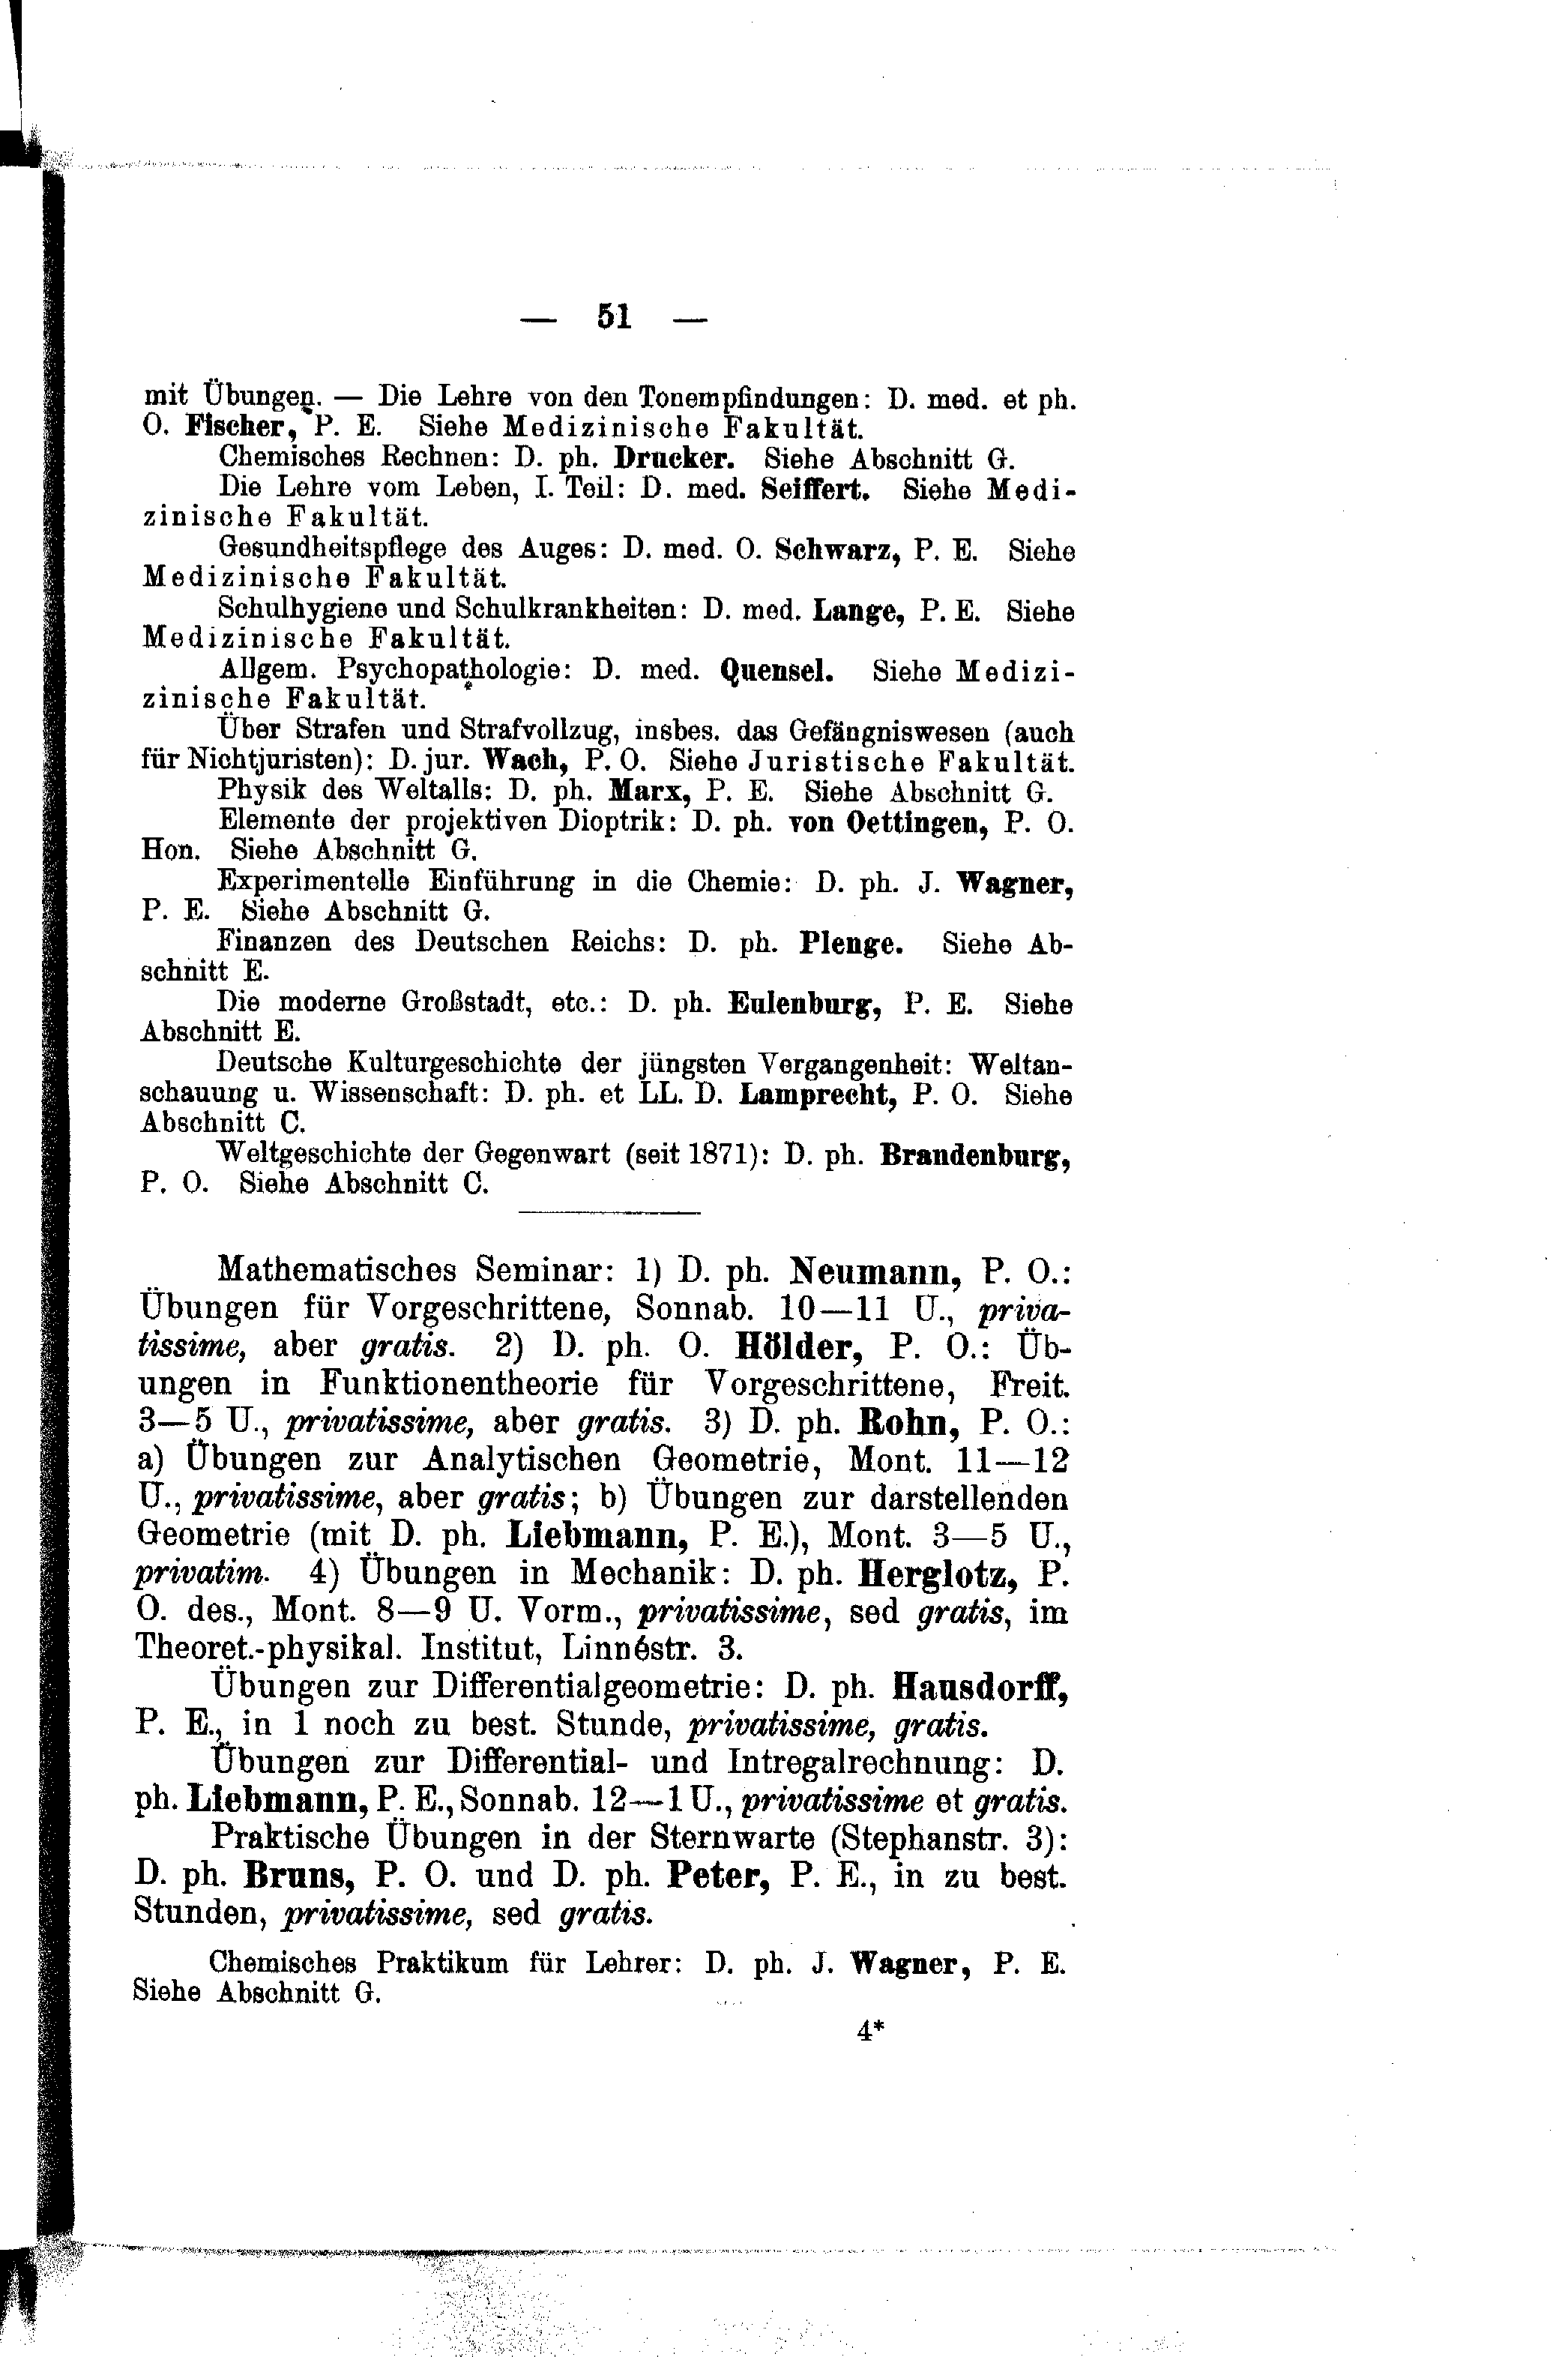 — 51 —
mit Übungen. — Die Lehre von den Tonempfindungen: D. med. et ph.
O. Fischer, P. E. Siehe Medizinische Fakultät.
Chemisches Rechnen: D. ph. Drucker. Siehe Abschnitt G.
Die Lehre vom Leben, I. Teil: D. med. Seiffert. Siehe Medi-
zinische Fakultät.
Gesundheitspflege des Auges: D. med. O. Schwarz, P. E. Siehe
Medizinische Fakultät.
Schulhygiene und Schulkrankheiten: D. med. Lange, P. E. Siehe
Medizinische Fakultät.
Allgem. Psychopathologie: D. med. Quensel. Siehe Medizi-
zinische Fakultät.
Über Strafen und Strafvollzug, insbes. das Gefängniswesen (auch
für Nichtjuristen): D. jur. Wach, P. O. Siehe Juristische Fakultät.
Physik des Weltalls: D. ph. Marx, P. E. Siehe Abschnitt G.
Elemente der projektiven Dioptrik: D. ph. von Oettingen, P. O.
Hon. Siehe Abschnitt G.
Experimentelle Einführung in die Chemie: D. ph. J. Wagner,
P. E. Siehe Abschnitt G.
Finanzen des Deutschen Reichs: D. ph. Plenge. Siehe Ab-
schnitt E.
Die moderne Großstadt, etc.: D. ph. Eulenburg, P. E. Siehe
Abschnitt E.
Deutsche Kulturgeschichte der jüngsten Vergangenheit: Weltan-
schauung u. Wissenschaft: D. ph. et LL. D. Lamprecht, P. O. Siehe
Abschnitt C.
Weltgeschichte der Gegenwart (seit 1871): D. ph. Brandenburg,
P. O. Siehe Abschnitt C.
Mathematisches Seminar: 1) D. ph. Neumann, P. O.:
Übungen für Vorgeschrittene, Sonnab. 10—11 U., priva-
tissime, aber gratis. 2) D. ph. O. Hölder, P. O.: Üb-
ungen in Funktionentheorie für Vorgeschrittene, Freit.
3—5 U., privatissime, aber gratis. 3) D. ph. Rohn, P. O.:
a) Übungen zur Analytischen Geometrie, Mont. 11—12
U., privatissime, aber gratis; b) Übungen zur darstellenden
Geometrie (mit D. ph. Liebmann, P. E.), Mont. 3—5 U.,
privatim. 4) Übungen in Mechanik: D. ph. Herglotz, P.
O. des., Mont. 8—9 U. Vorm., privatissime, sed gratis, im
Theoret.-physikal. Institut, Linnéstr. 3.
Übungen zur Differentialgeometrie: D. ph. Hausdorff,
P. E., in 1 noch zu best. Stunde, privatissime, gratis.
Übungen zur Differential- und Intregalrechnung: D.
ph. Liebmann, P. E., Sonnab. 12—1 U., privatissime et gratis.
Praktische Übungen in der Sternwarte (Stephanstr. 3):
D. ph. Bruns, P. O. und D. ph. Peter, P. E., in zu best.
Stunden, privatissime, sed gratis.
Chemisches Praktikum für Lehrer: D. ph. J. Wagner, P. E.
Siehe Abschnitt G.
4*